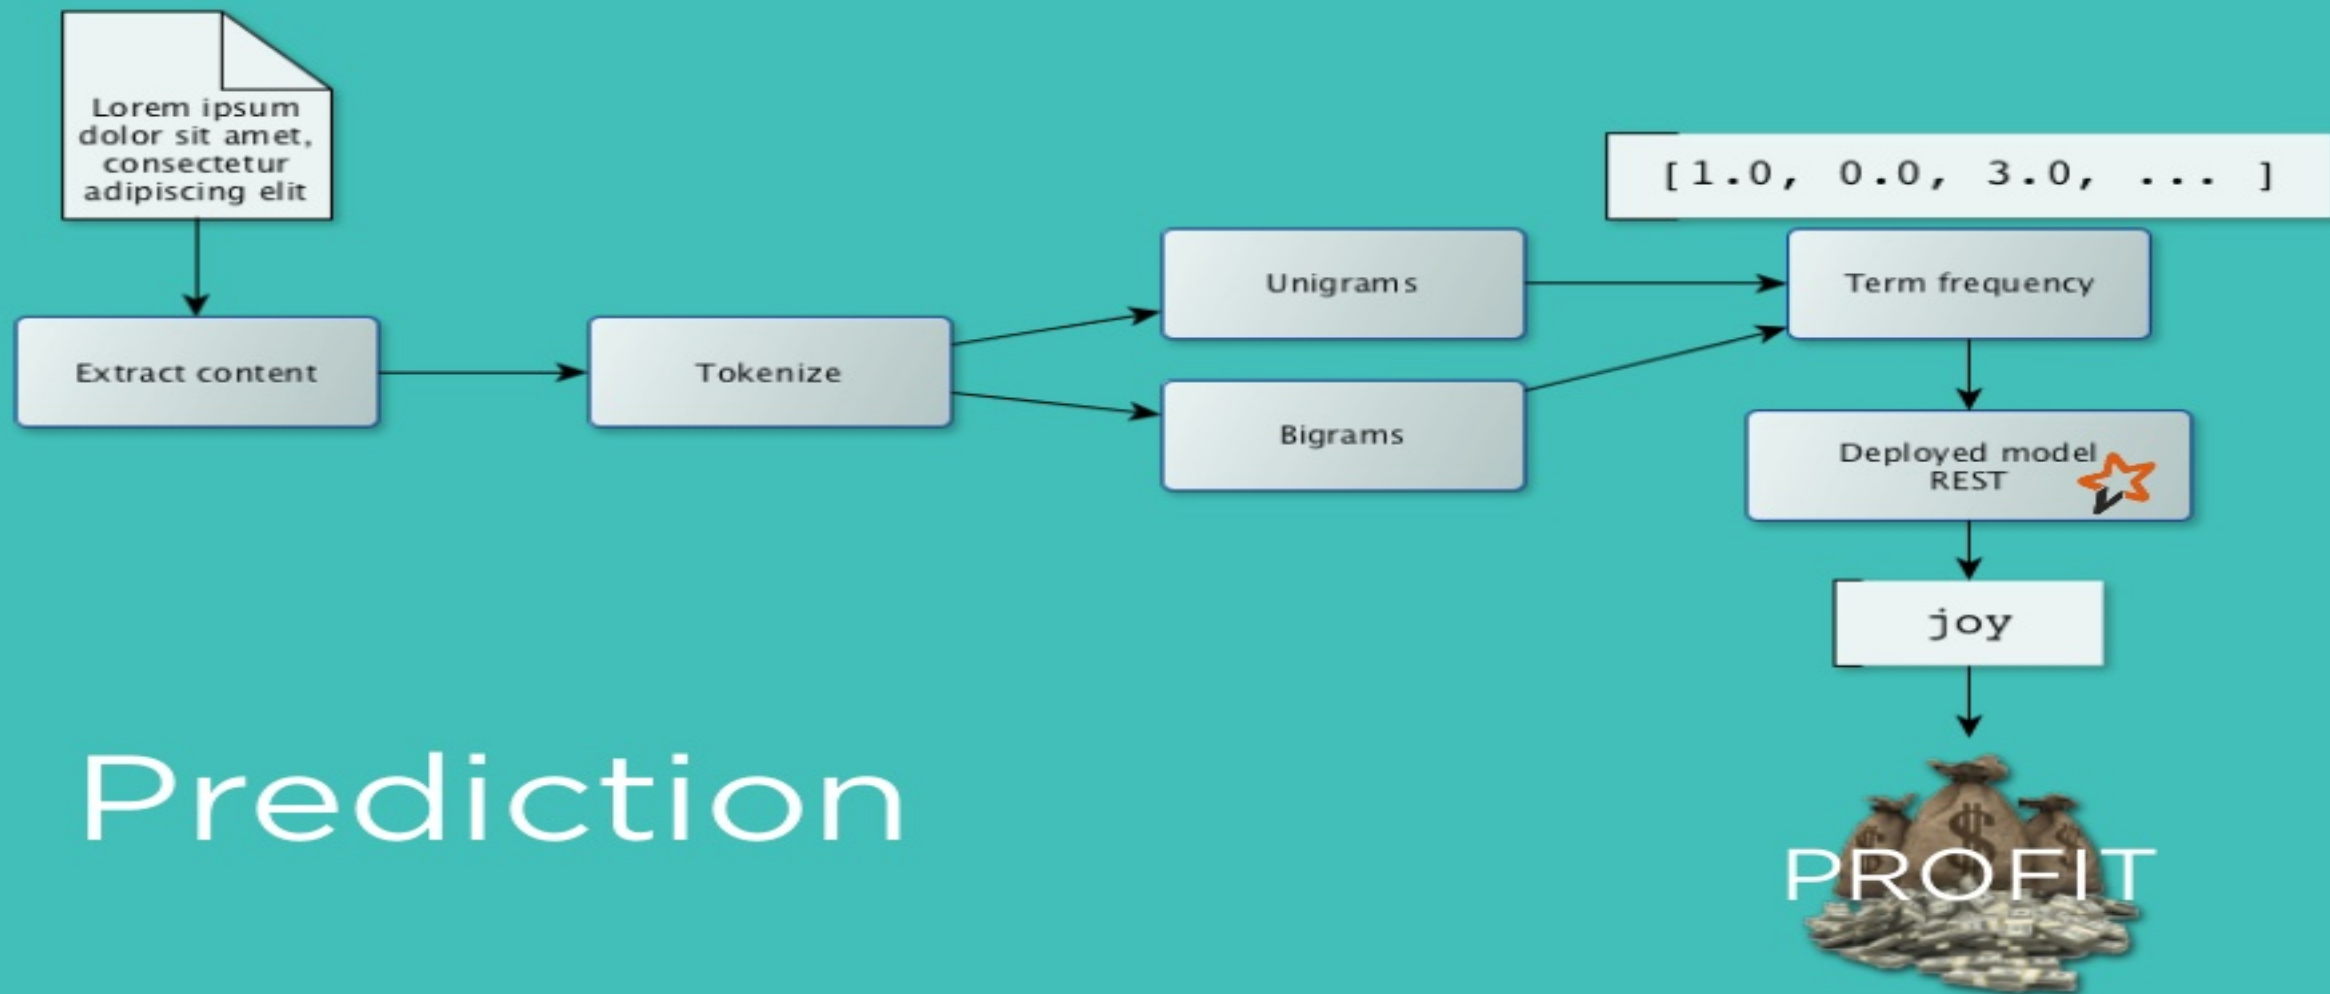 Lorem ipsum
dolor sit amet,
consectetur
adipiscing elit
[1.0, 0.0, 3.0, ... ]
Extract content
Tokenize
Unigrams
Bigrams
Term frequency
Deployed model
REST
joy
Prediction
$ $ $
PROFIT